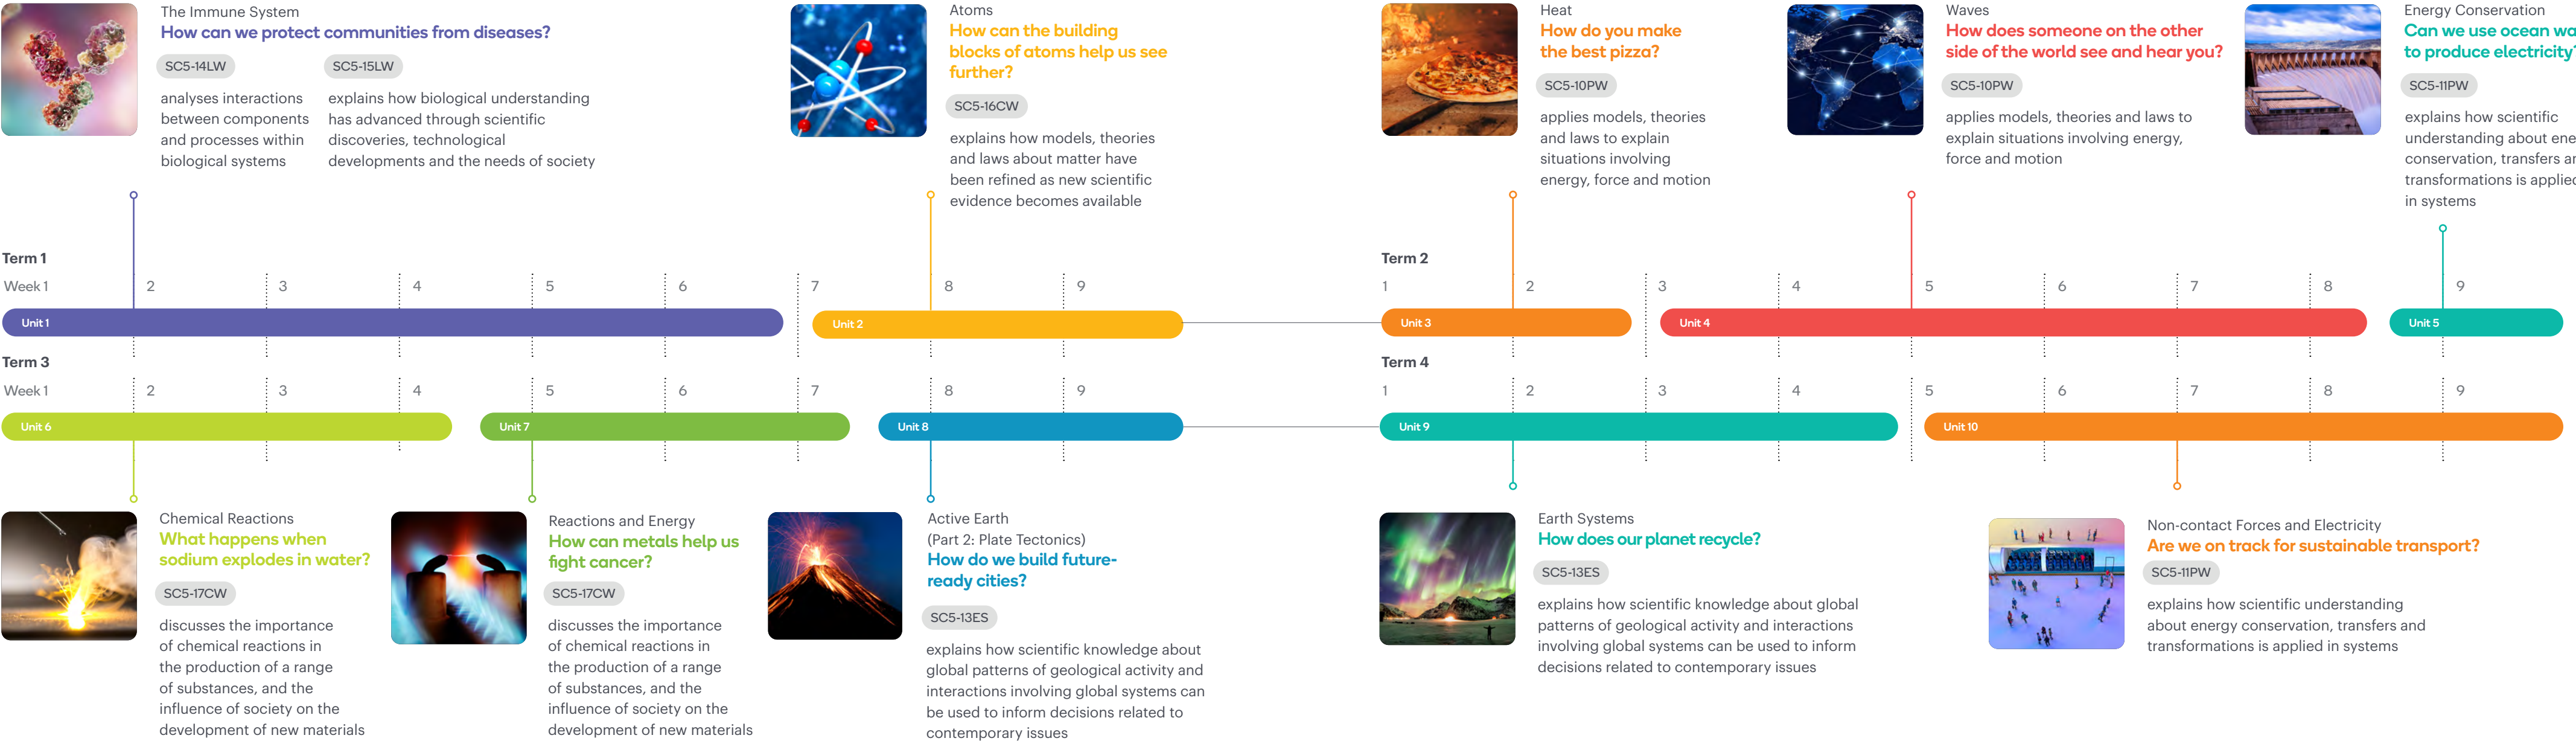 The Immune System
How can we protect communities from diseases?
SC5-14LW
analyses interactions
between components
and processes within
biological systems
SC5-15LW
explains how biological understanding
has advanced through scientific
discoveries, technological
developments and the needs of society
Atoms
How can the building
blocks of atoms help us see
further?
SC5-16CW
explains how models, theories
and laws about matter have
been refined as new scientific
evidence becomes available
Heat
How do you make
the best pizza?
SC5-10PW
applies models, theories
and laws to explain
situations involving
energy, force and motion
Waves
How does someone on the other
side of the world see and hear you?
SC5-10PW
applies models, theories and laws to
explain situations involving energy,
force and motion
Energy Conservation
Can we use ocean
to produce electricity?
SC5-11PW
explains how scientific
understanding about
conservation, transfers
transformations is
in systems
Term 1
Week 1 2 3 4 5 6 7 8 9
Unit 1 Unit 2
Term 2
1 2 3 4 5 6 7 8 9
Unit 3 Unit 4 Unit 5
Term 3
Week 1 2 3 4 5 6 7 8 9
Unit 6 Unit 7 Unit 8
Term 4
1 2 3 4 5 6 7 8 9
Unit 9 Unit 10
Chemical Reactions
What happens when
sodium explodes in water?
SC5-17CW
discusses the importance
of chemical reactions in
the production of a range
of substances, and the
influence of society on the
development of new materials
Reactions and Energy
How can metals help us
fight cancer?
SC5-17CW
discusses the importance
of chemical reactions in
the production of a range
of substances, and the
influence of society on the
development of new materials
Active Earth
(Part 2: Plate Tectonics)
How do we build future-
ready cities?
SC5-13ES
explains how scientific knowledge about
global patterns of geological activity and
interactions involving global systems can
be used to inform decisions related to
contemporary issues
Earth Systems
How does our planet recycle?
SC5-13ES
explains how scientific knowledge about global
patterns of geological activity and interactions
involving global systems can be used to inform
decisions related to contemporary issues
Non-contact Forces and Electricity
Are we on track for sustainable transport?
SC5-11PW
explains how scientific understanding
about energy conservation, transfers and
transformations is applied in systems